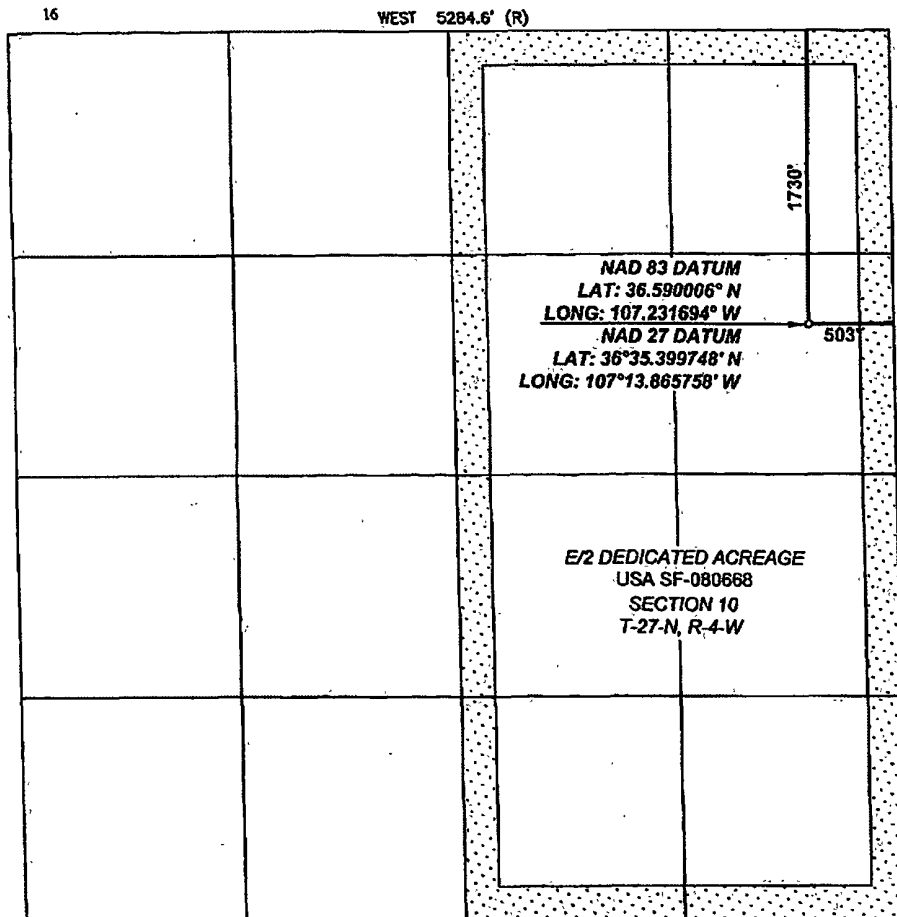 16
WEST 5284.6' (R)
1730'
NAD 83 DATUM
LAT: 36.590006° N
LONG: 107.231694° W
NAD 27 DATUM
LAT: 36°35.399748' N
LONG: 107°13.865758' W
503'
E/2 DEDICATED ACREAGE
USA SF-080668
SECTION 10
T-27-N, R-4-W